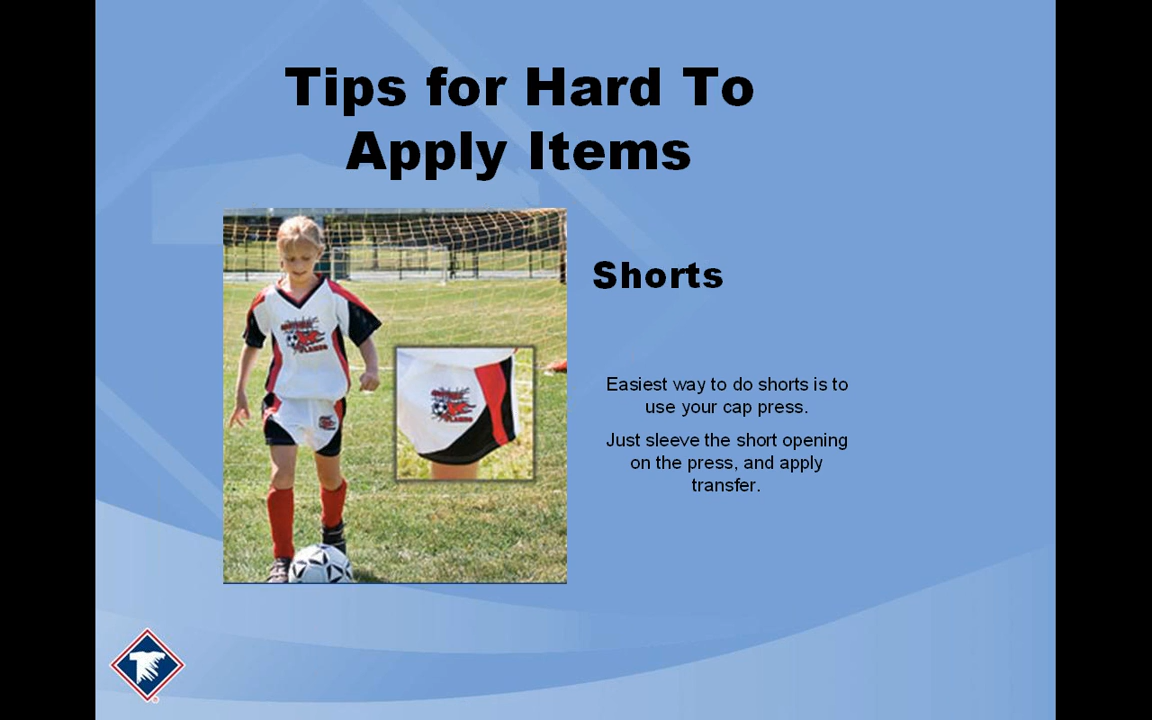 Tips for Hard To
Apply Items
Shorts
Easiest way to do shorts is to
use your cap press.
Just sleeve the short opening
on the press, and apply
transfer.